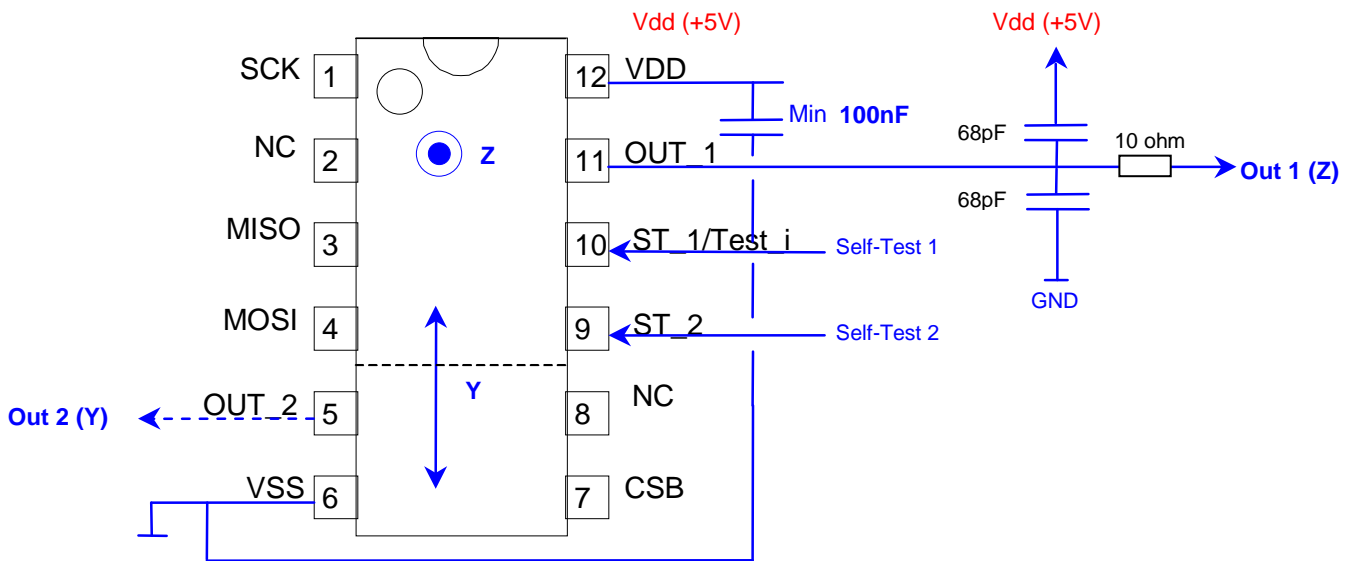 Vdd (+5V)
Vdd (+5V)
SCK 1
12 VDD
Min 100nF
68pF
10 ohm
NC 2
Z
11 OUT_1
Out 1 (Z)
68pF
MISO 3
10 ST_1/Test_i
Self-Test 1
GND
MOSI 4
9 ST_2
Self-Test 2
Y
Out 2 (Y)
OUT_2 5
8 NC
VSS 6
7 CSB